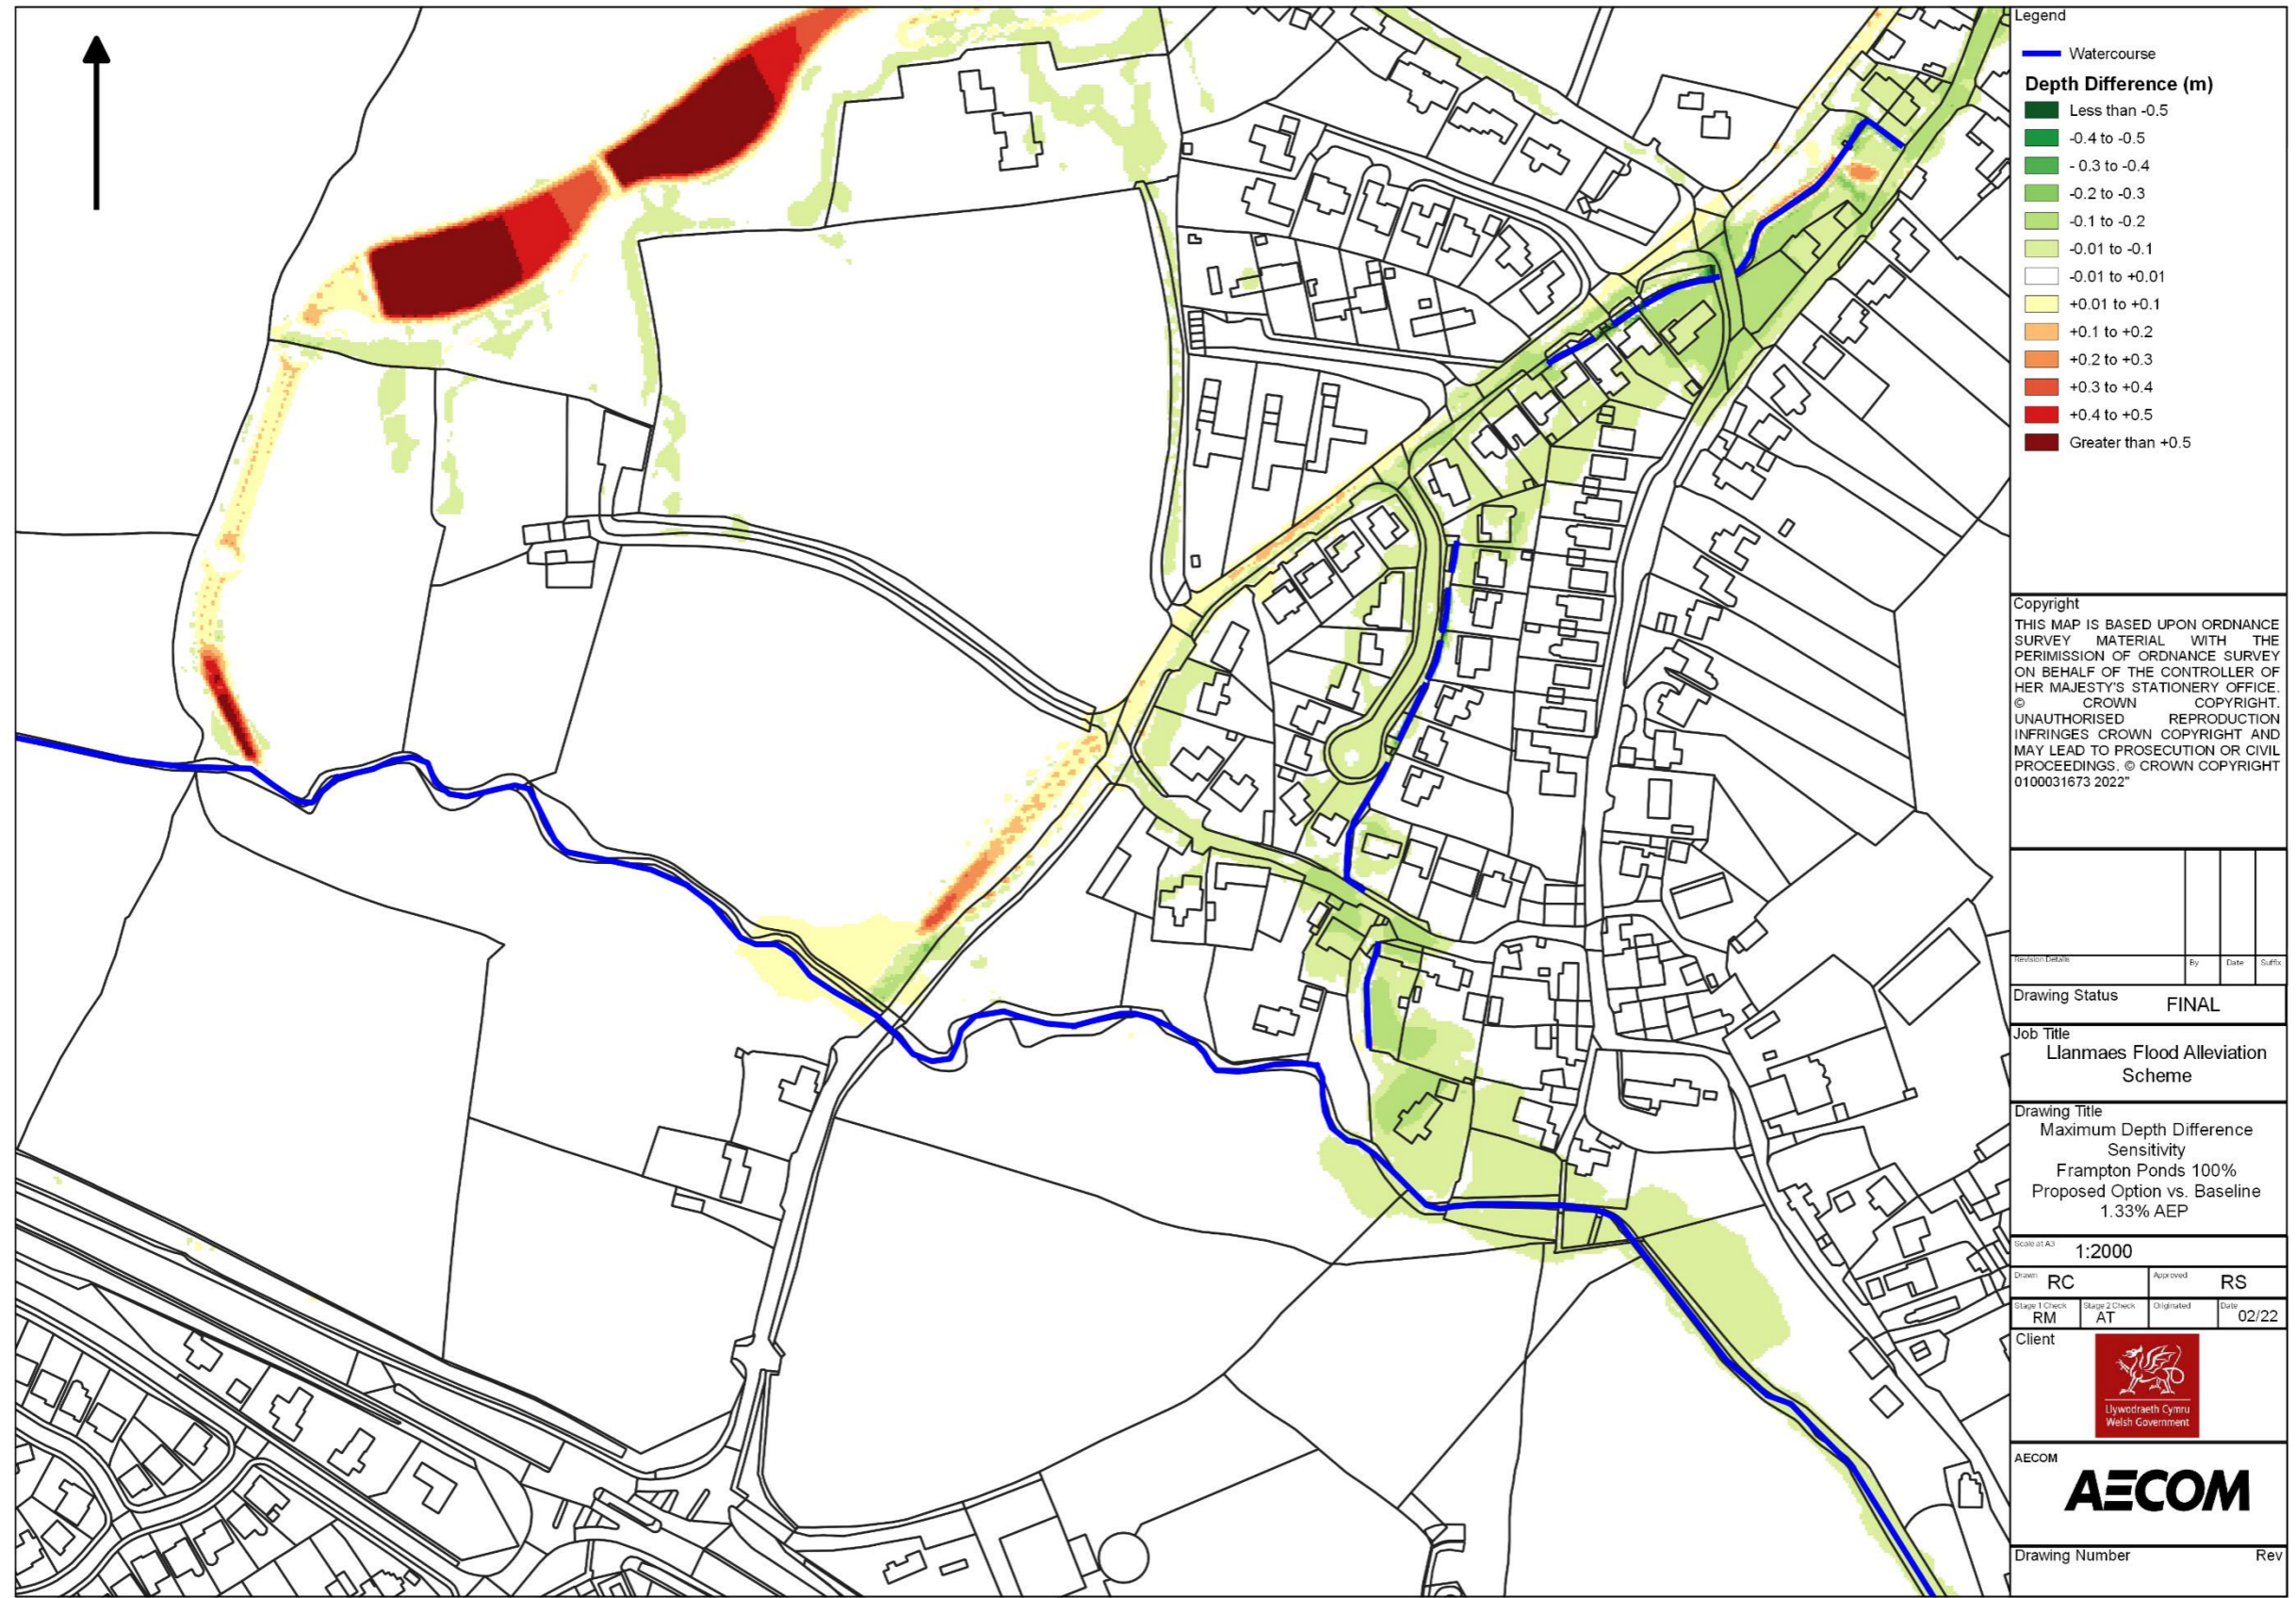 Legend
Watercourse
Depth Difference (m)
Less than -0.5
-0.4 to -0.5
- 0.3 to -0.4
-0.2 to -0.3
-0.1 to -0.2
-0.01 to -0.1
-0.01 to +0.01
+0.01 to +0.1
+0.1 to +0.2
+0.2 to +0.3
+0.3 to +0.4
+0.4 to +0.5
Greater than +0.5
Copyright
THIS MAP IS BASED UPON ORDNANCE
SURVEY MATERIAL WITH THE
PERIMISSION OF ORDNANCE SURVEY
ON BEHALF OF THE CONTROLLER OF
HER MAJESTY'S STATIONERY OFFICE.
© CROWN COPYRIGHT.
UNAUTHORISED REPRODUCTION
INFRINGES CROWN COPYRIGHT AND
MAY LEAD TO PROSECUTION OR CIVIL
PROCEEDINGS. © CROWN COPYRIGHT
0100031673 2022"
Revision Details By Date Suffix
Drawing Status FINAL
Job Title
Llanmaes Flood Alleviation
Scheme
Drawing Title
Maximum Depth Difference
Sensitivity
Frampton Ponds 100%
Proposed Option vs. Baseline
1.33% AEP
Scale at A3 1:2000
Drawn RC Approved RS
Stage 1 Check RM Stage 2 Check AT Originated Date 02/22
Client
Llywodraeth Cymru
Welsh Government
AECOM
AECOM
Drawing Number Rev